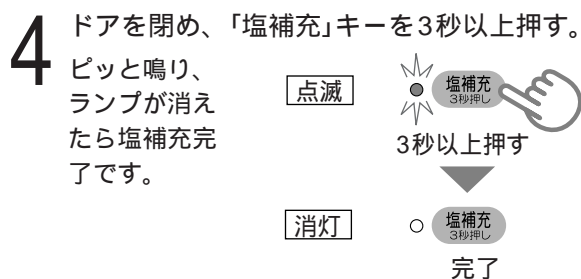 4 ドアを閉め、「塩補充」キーを3秒以上押す。
ピッと鳴り、
ランプが消え
たら塩補充完
了です。
点滅
塩補充
3秒押し
3秒以上押す
消灯
塩補充
3秒押し
完了